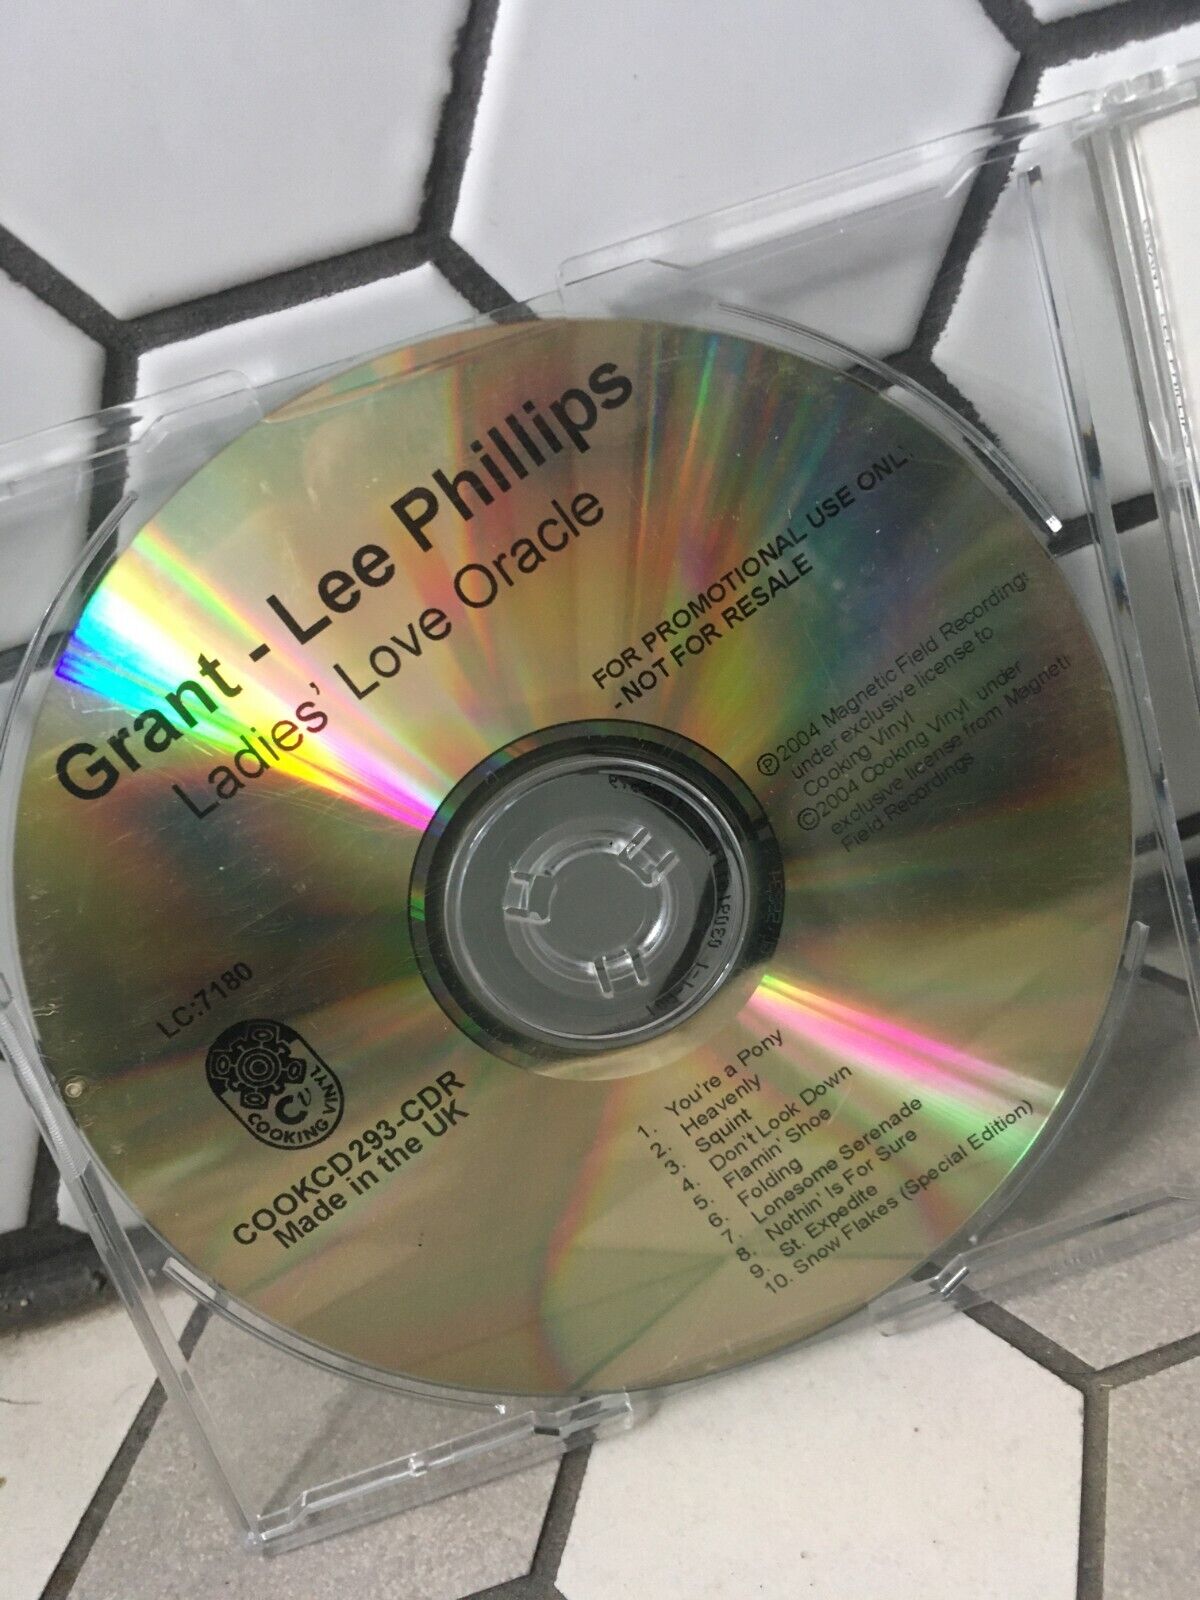 Grant - Lee Phillips
Ladies' Love Oracle
FOR PROMOTIONAL USE ONLY
-NOT FOR RESALE
℗2004 Magnetic Field Recordings
under exclusive license to
Cooking Vinyl
©2004 Cooking Vinyl under
exclusive license from Magnetic
Field Recordings
LC:7180
CV
COOKING VINYL
COOKCD293-CDR
Made in the UK
1. You're a Pony
2. Heavenly
3. Squint
4. Don't Look Down
5. Flamin' Shoe
6. Folding
7. Lonesome Serenade
8. Nothin' Is For Sure
9. St. Expedite
10. Snow Flakes (Special Edition)